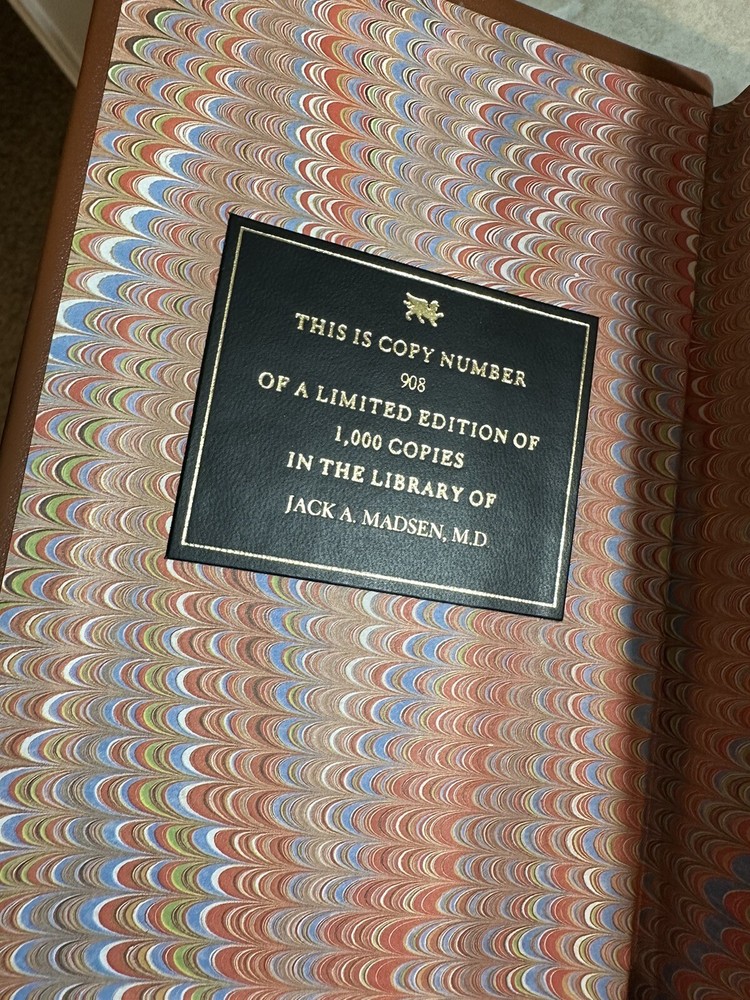 THIS IS COPY NUMBER
908
OF A LIMITED EDITION OF
1,000 COPIES
IN THE LIBRARY OF
JACK A. MADSEN, M.D